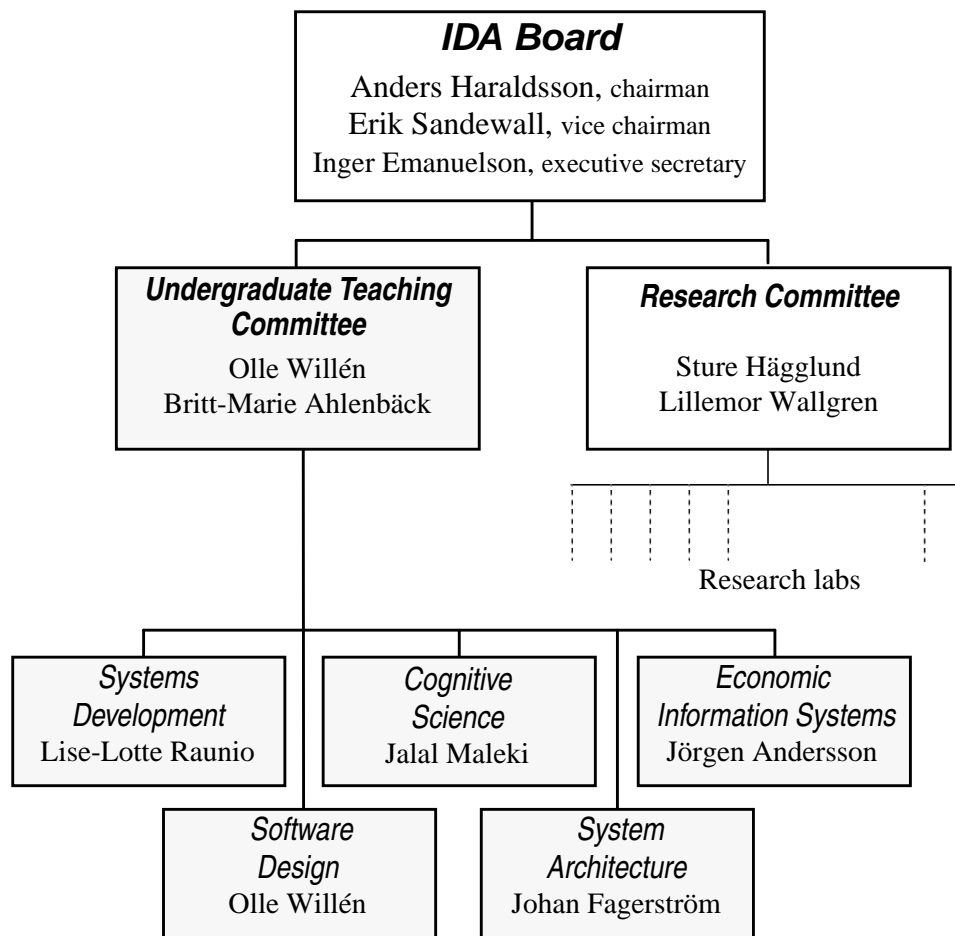 IDA Board
Anders Haraldsson, chairman
Erik Sandewall, vice chairman
Inger Emanuelson, executive secretary
Undergraduate Teaching
Committee
Olle Willén
Britt-Marie Ahlenbäck
Research Committee
Sture Hägglund
Lillemor Wallgren
Research labs
Systems
Development
Lise-Lotte Raunio
Cognitive
Science
Jalal Maleki
Economic
Information Systems
Jörgen Andersson
Software
Design
Olle Willén
System
Architecture
Johan Fagerström